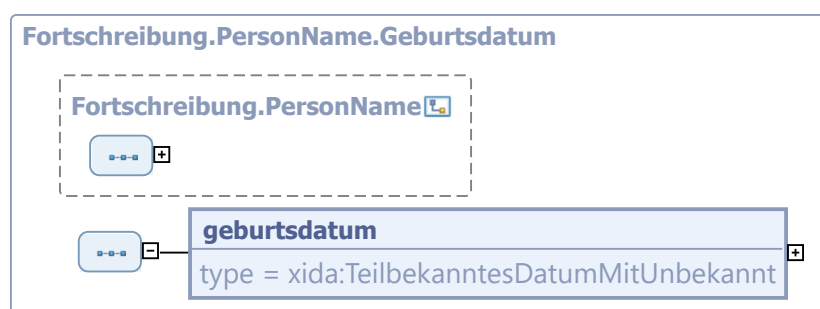 Fortschreibung.PersonName.Geburtsdatum
Fortschreibung.PersonName
geburtsdatum
type = xida:TeilbekanntesDatumMitUnbekannt